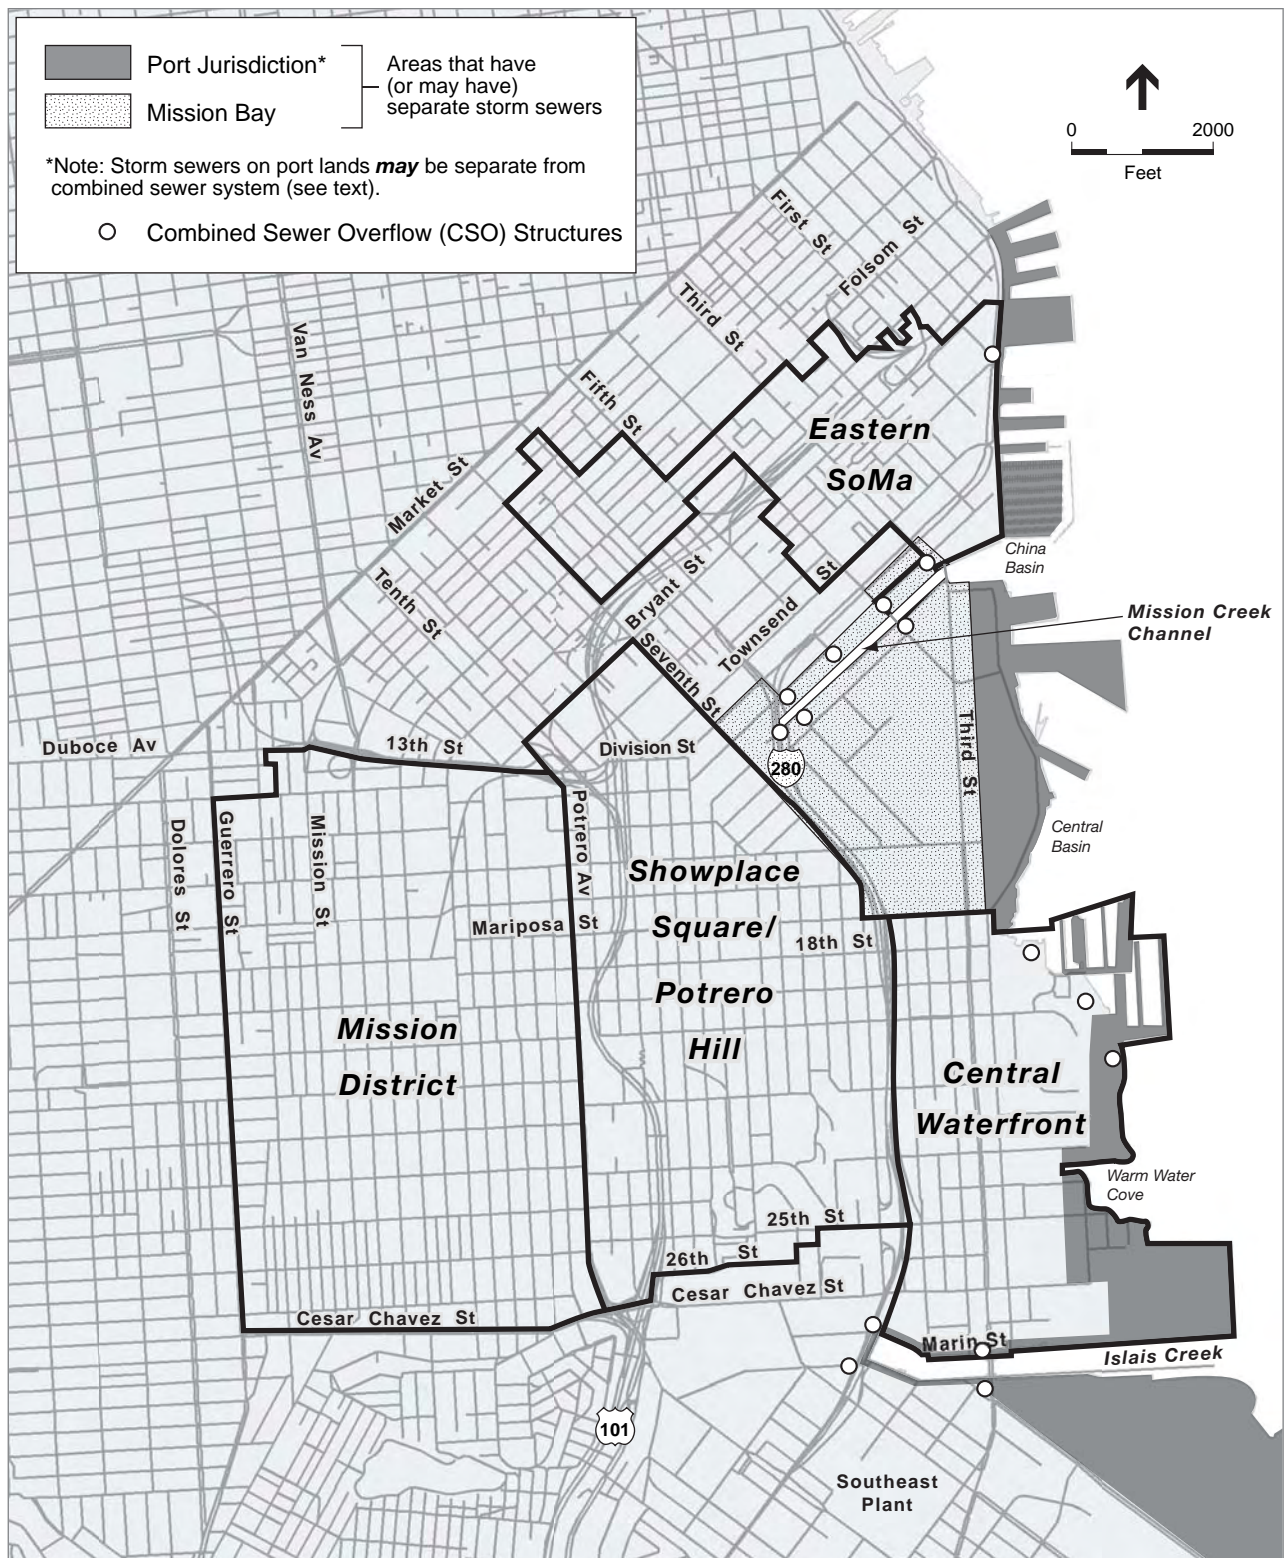 Port Jurisdiction*
Mission Bay
Areas that have
(or may have)
separate storm sewers
*Note: Storm sewers on port lands may be separate from
combined sewer system (see text).
Combined Sewer Overflow (CSO) Structures
0 2000
Feet
First St
Folsom St
Third St
Van Ness Av
Fifth St
Eastern
SoMa
Market St
China
Basin
Tenth St
Bryant St
Townsend St
Seventh St
Mission Creek
Channel
Third St
Duboce Av
13th St
Division St
280
Potrero Av
Dolores St
Guerrero St
Mission St
Central
Basin
Showplace
Square/
Potrero
Hill
Mariposa St
18th St
Mission
District
Central
Waterfront
Warm Water
Cove
25th St
26th St
Cesar Chavez St
Cesar Chavez St
Marin St
Islais Creek
101
Southeast
Plant